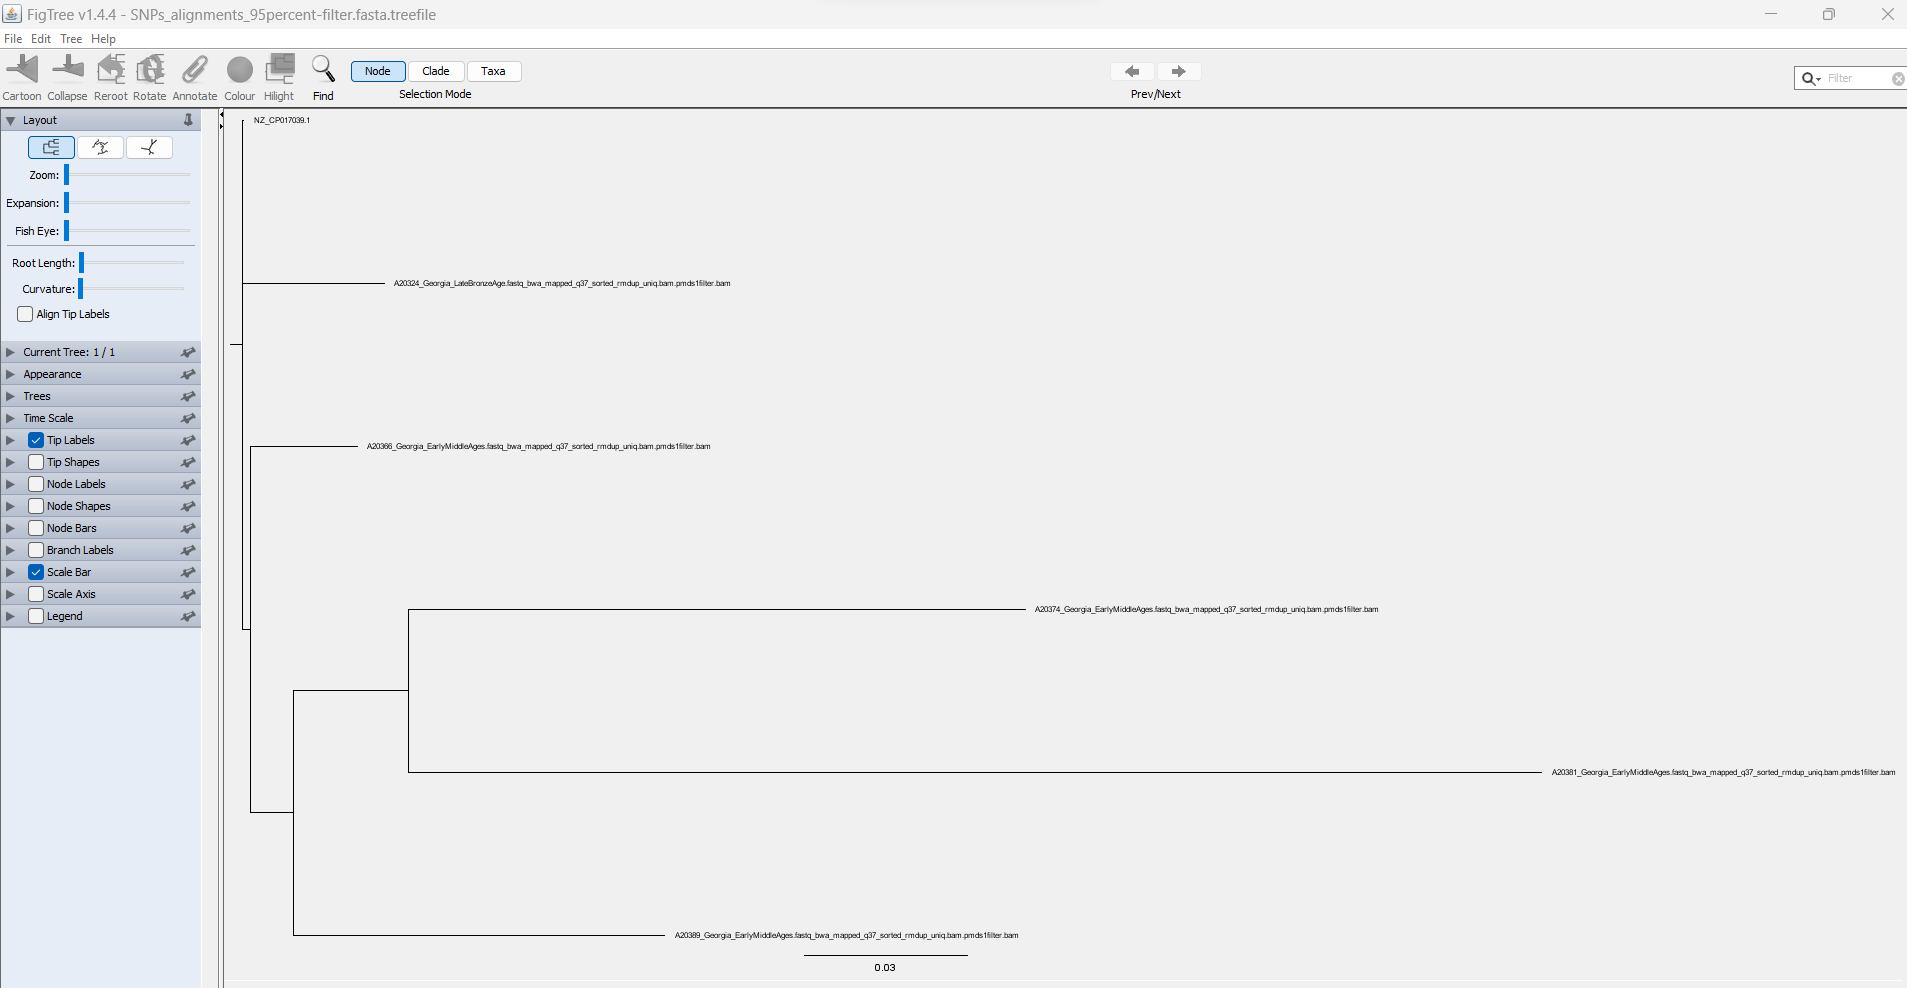 FigTree v1.4.4 - SNPs_alignments_95percent-filter.fasta.treefile
File Edit Tree Help
Cartoon Collapse Reroot Rotate Annotate Colour Hilight Find
Node Clade Taxa
Selection Mode
Prev/Next
Filter
Layout
Zoom:
Expansion:
Fish Eye:
Root Length:
Curvature:
Align Tip Labels
Current Tree: 1 / 1
Appearance
Trees
Time Scale
Tip Labels
Tip Shapes
Node Labels
Node Shapes
Node Bars
Branch Labels
Scale Bar
Scale Axis
Legend
NZ_CP017039.1
A20324_Georgia_LateBronzeAge.fastq_bwa_mapped_q37_sorted_rmdup_uniq.bam.pmds1filter.bam
A20366_Georgia_EarlyMiddleAges.fastq_bwa_mapped_q37_sorted_rmdup_uniq.bam.pmds1filter.bam
A20374_Georgia_EarlyMiddleAges.fastq_bwa_mapped_q37_sorted_rmdup_uniq.bam.pmds1filter.bam
A20381_Georgia_EarlyMiddleAges.fastq_bwa_mapped_q37_sorted_rmdup_uniq.bam.pmds1filter.bam
A20389_Georgia_EarlyMiddleAges.fastq_bwa_mapped_q37_sorted_rmdup_uniq.bam.pmds1filter.bam
0.03